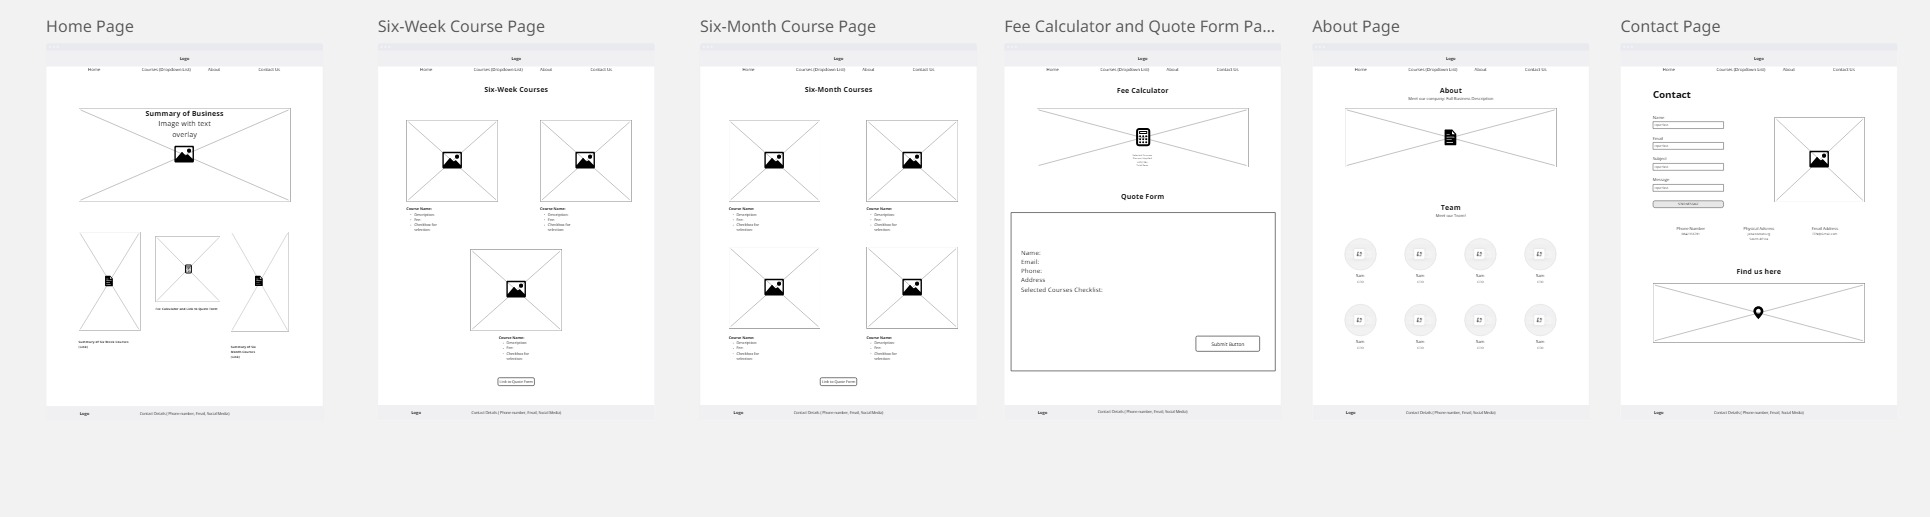 Home Page
Logo
Home Courses (Dropdown List) About Contact Us
Summary of Business
Image with text
overlay
Fee Calculator and Link to Quote Form
Summary of Six-Week Courses
(Link)
Summary of Six
Month Courses
(Link)
Logo Contact Details ( Phone number, Email, Social Media)
Six-Week Course Page
Logo
Home Courses (Dropdown List) About Contact Us
Six-Week Courses
Course Name:
Description
Fee
Checkbox for
selection
Course Name:
Description
Fee
Checkbox for
selection
Course Name:
Description
Fee
Checkbox for
selection
Link to Quote Form
Logo Contact Details ( Phone number, Email, Social Media)
Six-Month Course Page
Logo
Home Courses (Dropdown List) About Contact Us
Six-Month Courses
Course Name:
Description
Fee
Checkbox for
selection
Course Name:
Description
Fee
Checkbox for
selection
Course Name:
Description
Fee
Checkbox for
selection
Course Name:
Description
Fee
Checkbox for
selection
Link to Quote Form
Logo Contact Details ( Phone number, Email, Social Media)
Fee Calculator and Quote Form Pa...
Logo
Home Courses (Dropdown List) About Contact Us
Fee Calculator
Quote Form
Name:
Email:
Phone:
Address
Selected Courses Checklist:
Submit Button
Logo Contact Details ( Phone number, Email, Social Media)
About Page
Logo
Home Courses (Dropdown List) About Contact Us
About
Meet our company: Full Business Description
Team
Meet our Team!
Logo Contact Details ( Phone number, Email, Social Media)
Contact Page
Logo
Home Courses (Dropdown List) About Contact Us
Contact
Name
Email
Subject
Message
Phone Number Physical Address Email Address
Find us here
Logo Contact Details ( Phone number, Email, Social Media)